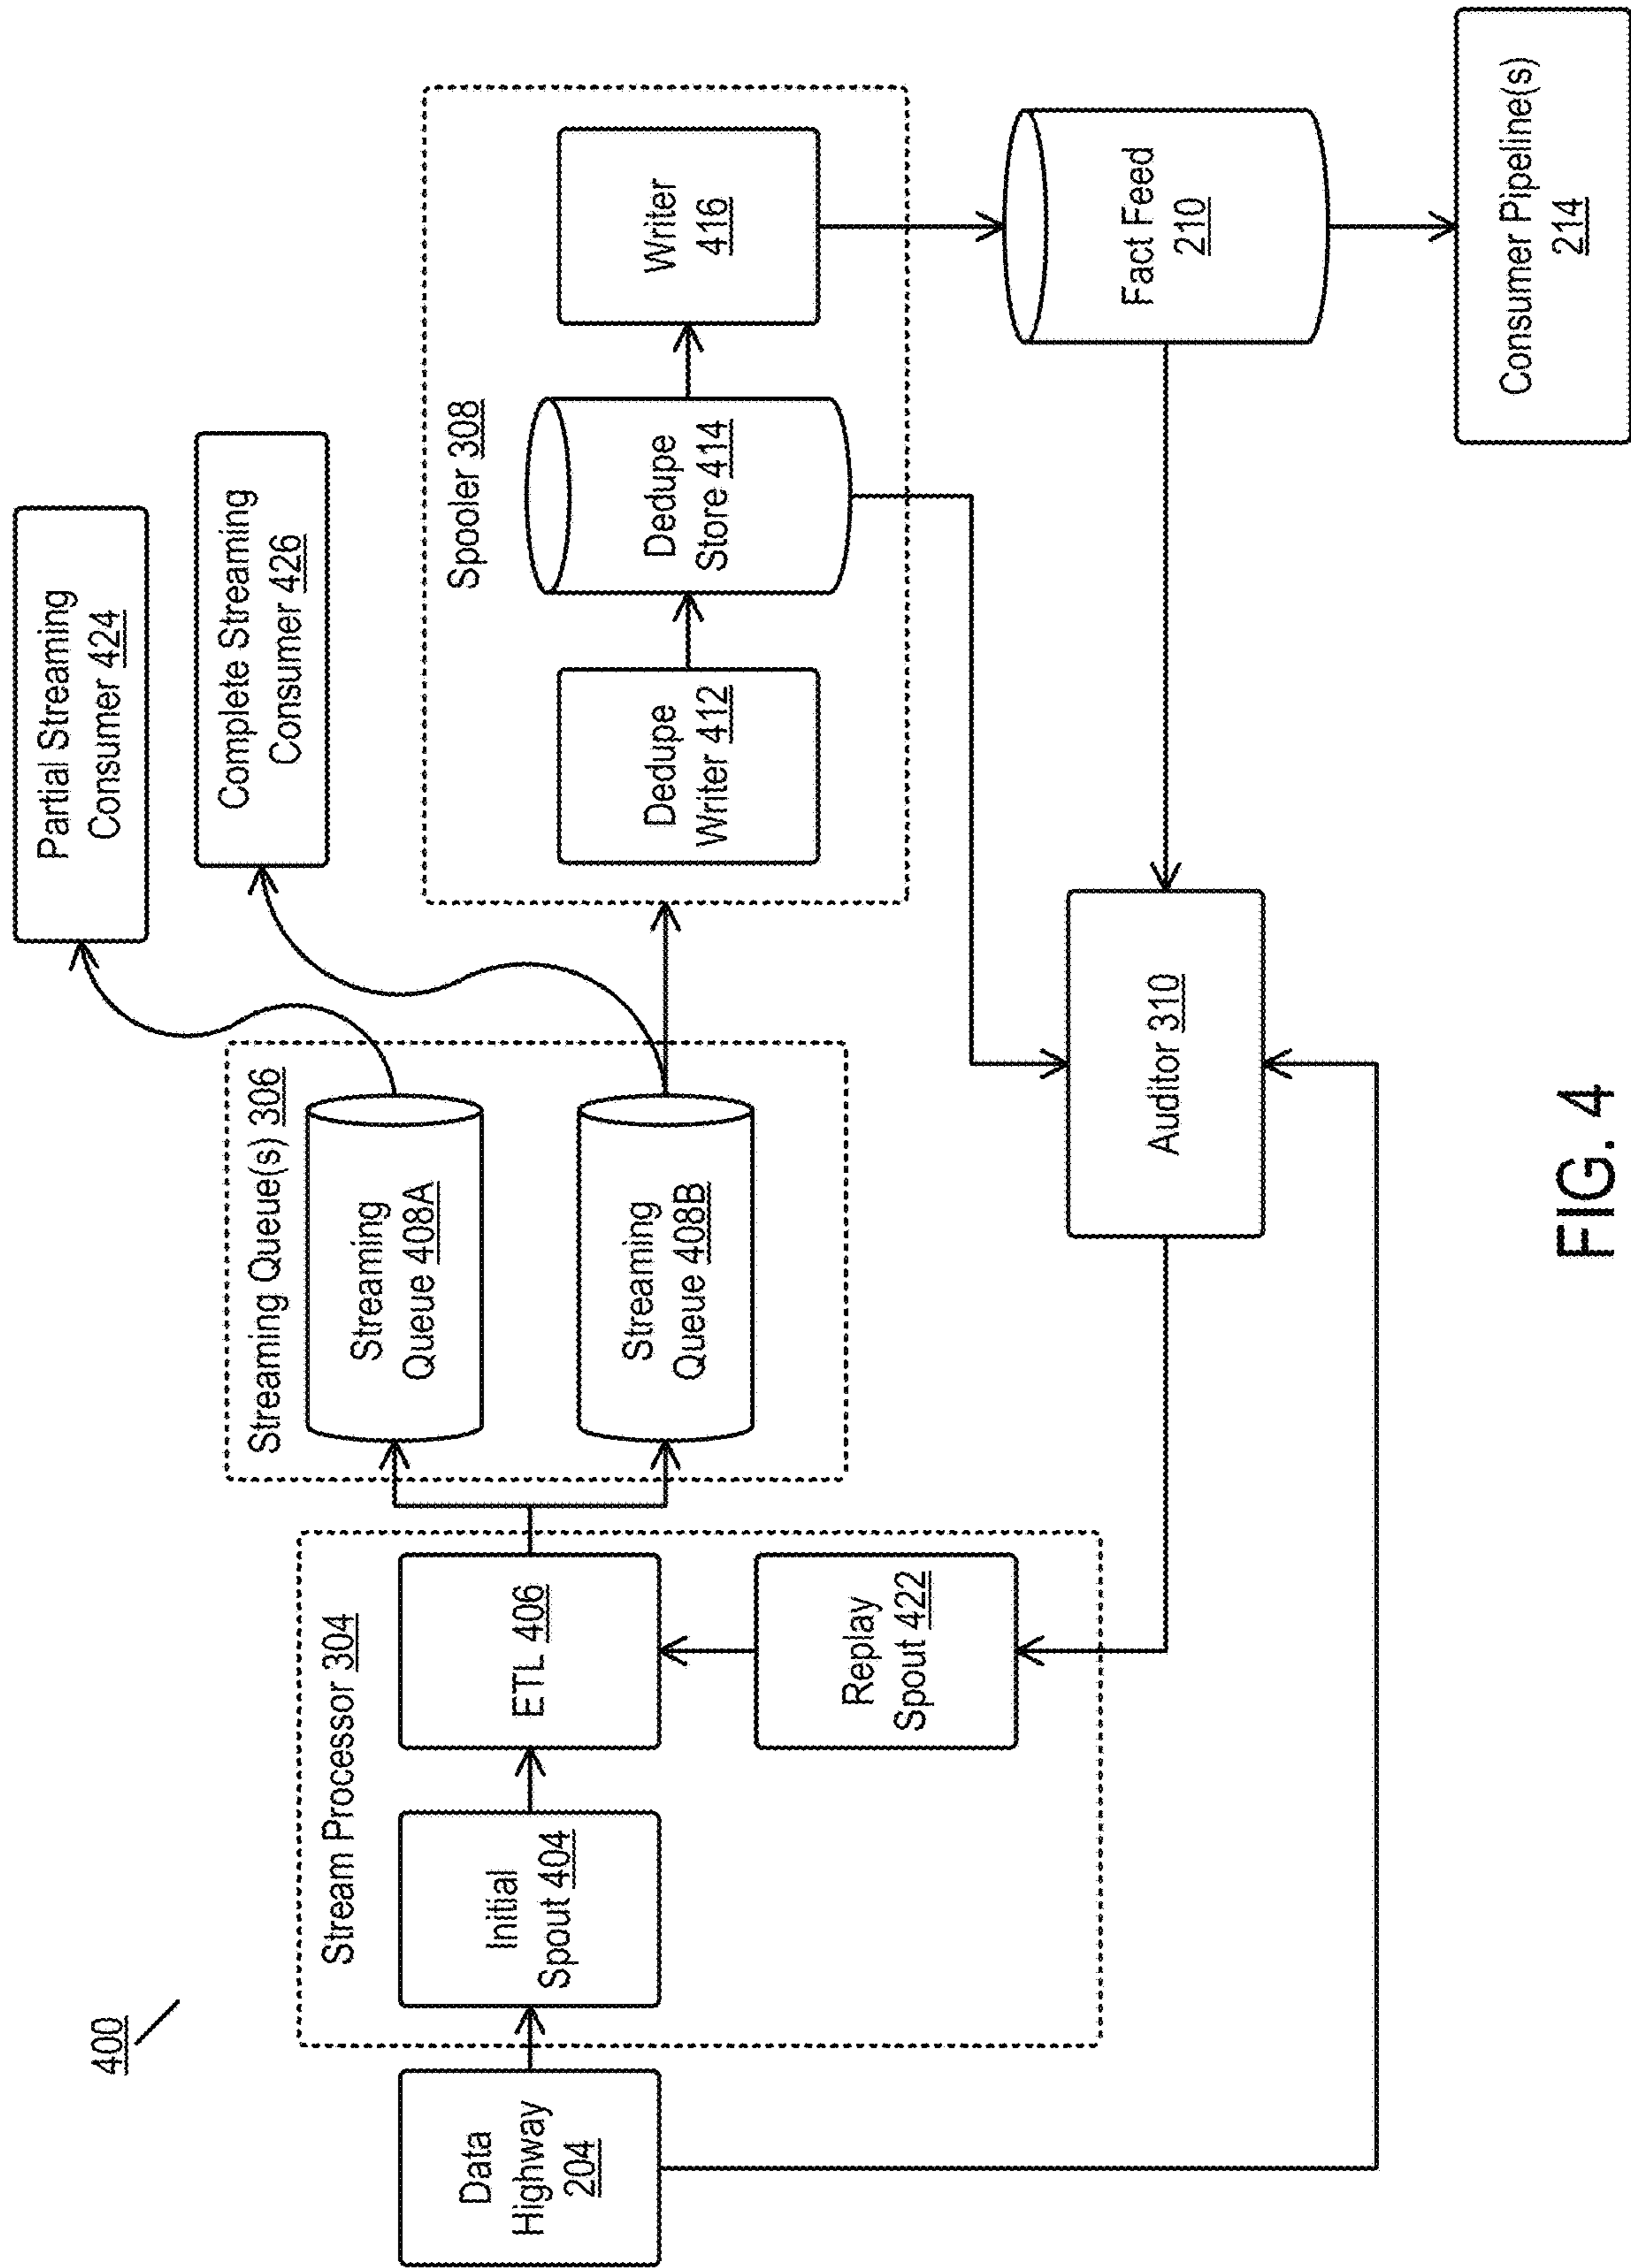 400
Data
Highway
204
Stream Processor 304
Initial
Spout 404
ETL 406
Replay
Spout 422
Streaming Queue(s) 306
Streaming
Queue 408A
Streaming
Queue 408B
Partial Streaming
Consumer 424
Complete Streaming
Consumer 426
Spooler 308
Dedupe
Writer 412
Dedupe
Store 414
Writer
416
Auditor 310
Fact Feed
210
Consumer Pipeline(s)
214
FIG. 4